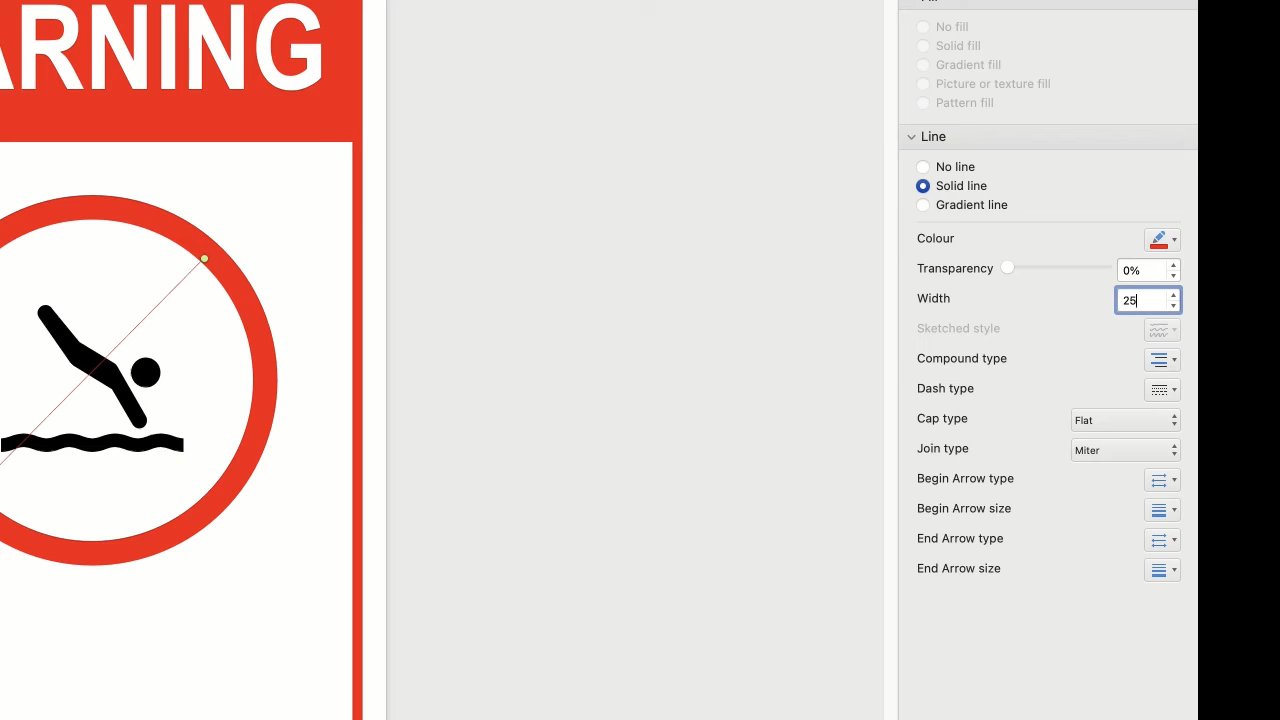 ARNING
No fill
Solid fill
Gradient fill
Picture or texture fill
Pattern fill
Line
No line
Solid line
Gradient line
Colour
Transparency 0%
Width 25
Sketched style
Compound type
Dash type
Cap type Flat
Join type Miter
Begin Arrow type
Begin Arrow size
End Arrow type
End Arrow size